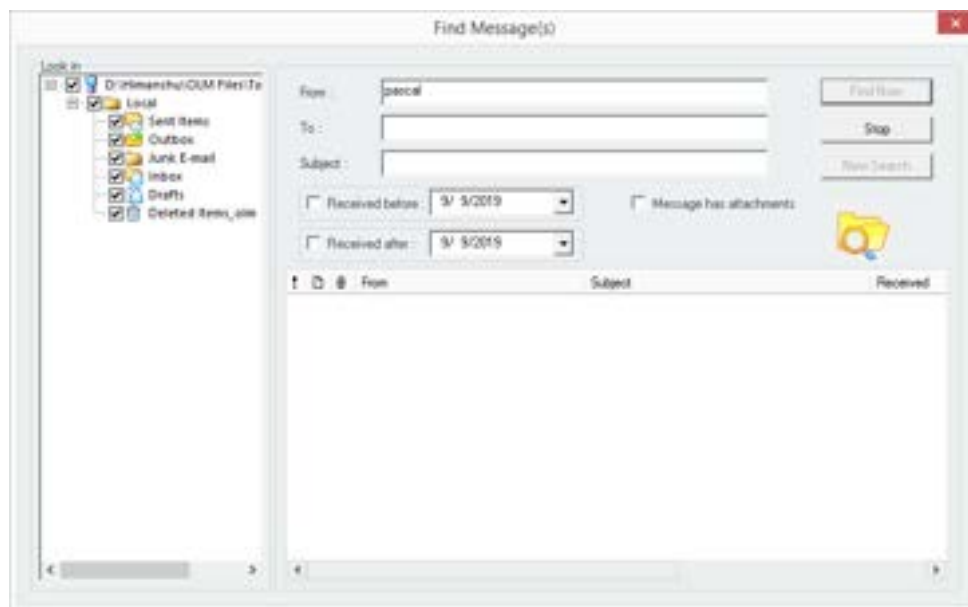 Find Message(s)
Look in
D:\Himanshu\OLM Files\To
Local
Sent Items
Outbox
Junk E-mail
Inbox
Drafts
Deleted Items_olm
From :
pascal
Find Now
To :
Stop
Subject :
New Search
Received before
9/ 9/2019
Message has attachments
Received after
9/ 9/2019
From Subject Received